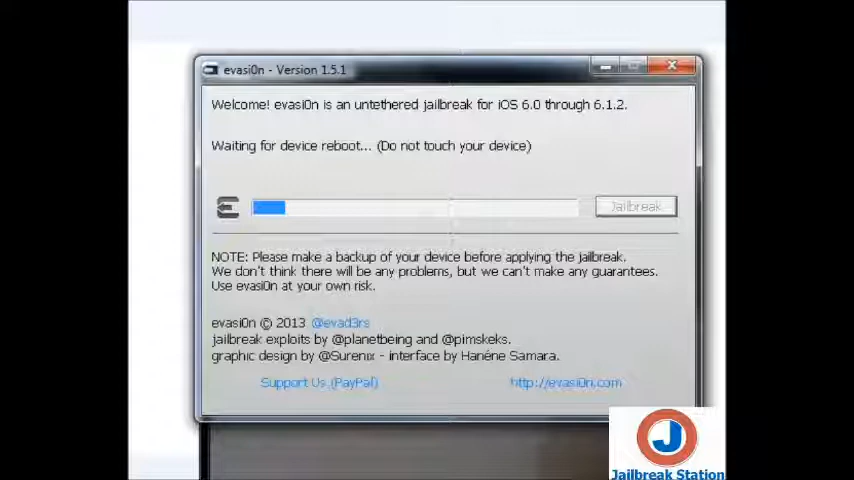 evasi0n - Version 1.5.1
Welcome! evasi0n is an untethered jailbreak for iOS 6.0 through 6.1.2.
Waiting for device reboot... (Do not touch your device)
Jailbreak
NOTE: Please make a backup of your device before applying the jailbreak.
We don't think there will be any problems, but we can't make any guarantees.
Use evasi0n at your own risk.
evasi0n © 2013 @evad3rs
jailbreak exploits by @planetbeing and @pimskeks.
graphic design by @Surenix - interface by Hanéne Samara.
Support Us (PayPal) http://evasi0n.com
J
Jailbreak Station